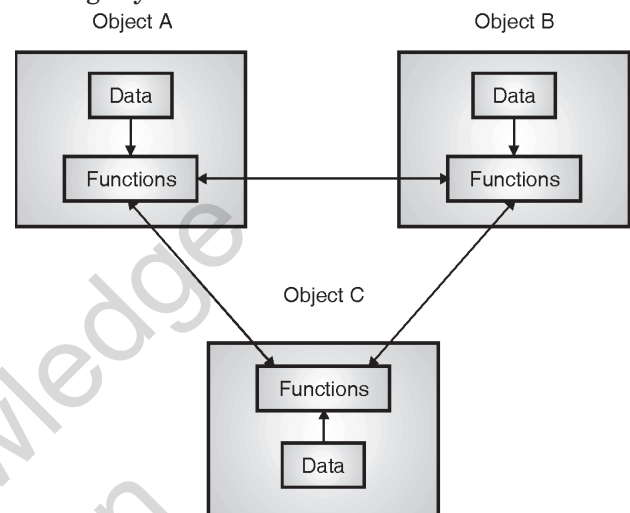 Object A
Object B
Data
Data
Functions
Functions
Object C
Functions
Data